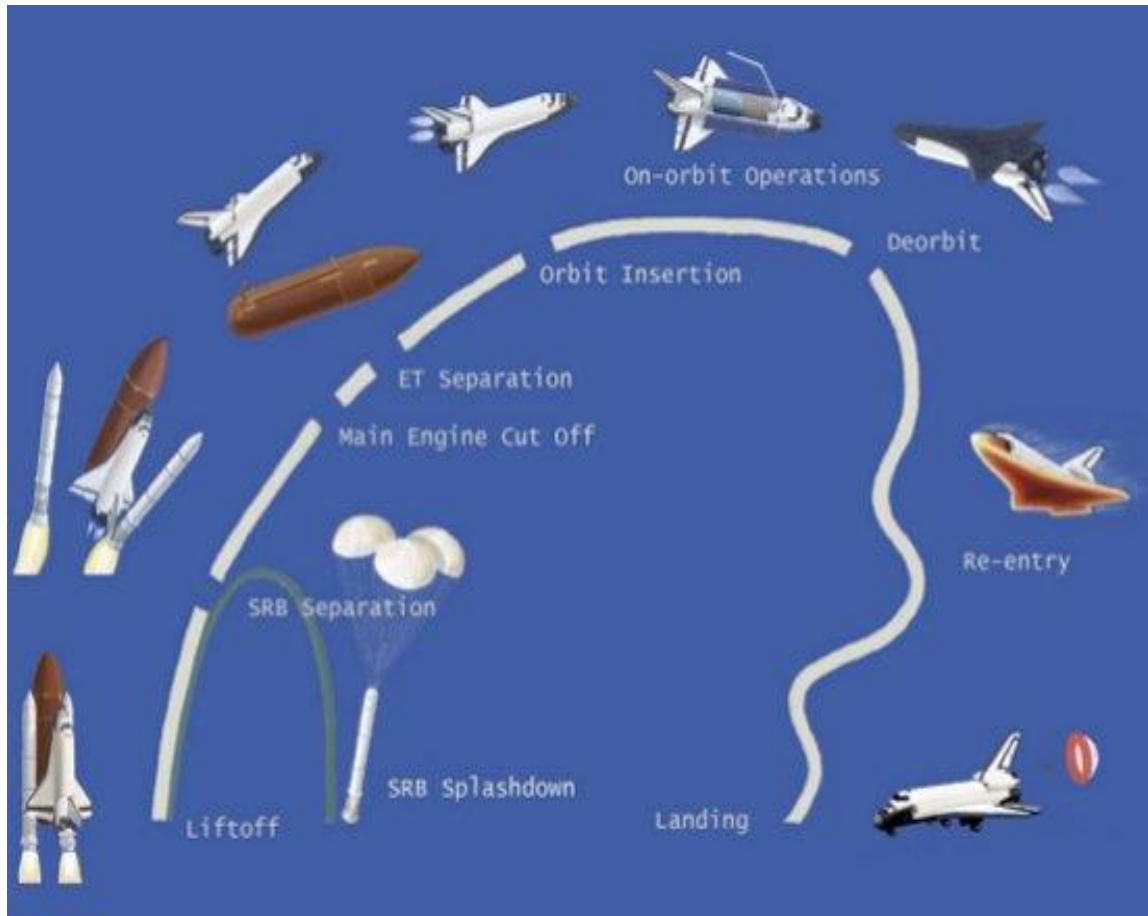 On-orbit Operations
Deorbit
Orbit Insertion
ET Separation
Main Engine Cut Off
Re-entry
SRB Separation
SRB Splashdown
Liftoff
Landing